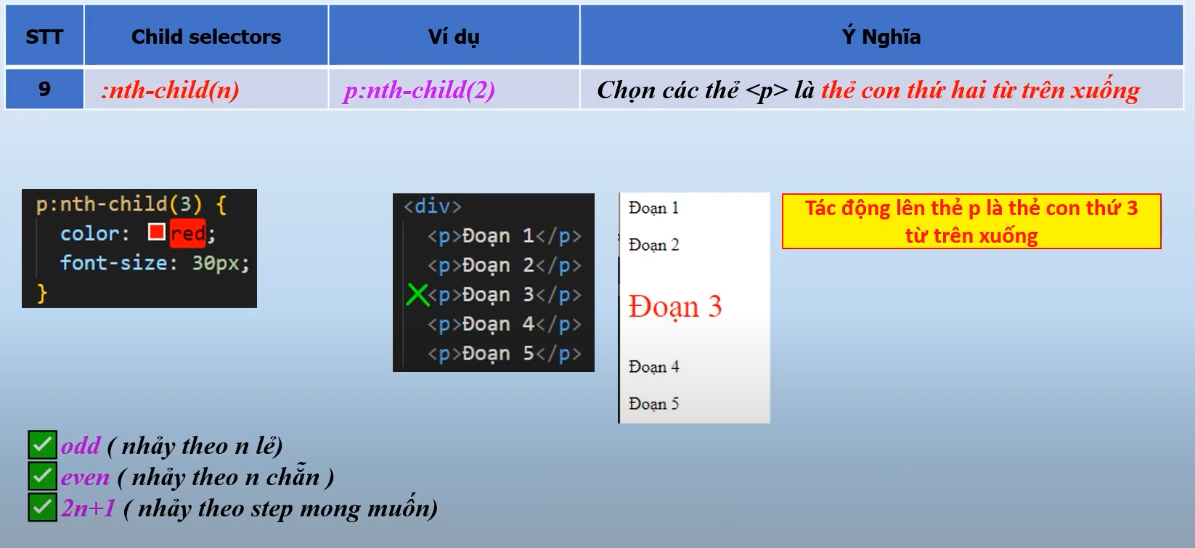 STT Child selectors Ví dụ Ý Nghĩa
9 :nth-child(n) p:nth-child(2) Chọn các thẻ <p> là thẻ con thứ hai từ trên xuống
p:nth-child(3) {
color: red;
font-size: 30px;
}
<div>
<p>Đoạn 1</p>
<p>Đoạn 2</p>
<p>Đoạn 3</p>
<p>Đoạn 4</p>
<p>Đoạn 5</p>
Đoạn 1
Đoạn 2
Đoạn 3
Đoạn 4
Đoạn 5
Tác động lên thẻ p là thẻ con thứ 3
từ trên xuống
odd ( nhảy theo n lẻ)
even ( nhảy theo n chẵn )
2n+1 ( nhảy theo step mong muốn)